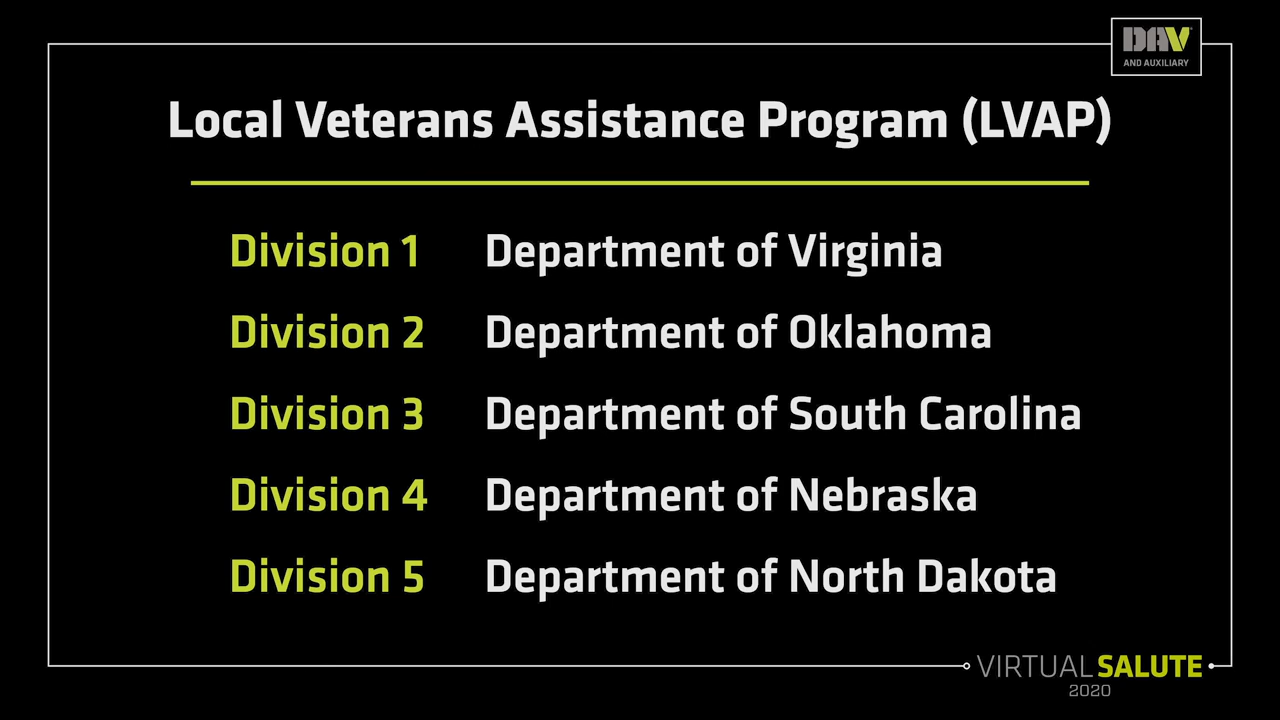 DAV
AND AUXILIARY
Local Veterans Assistance Program (LVAP)
Division 1 Department of Virginia
Division 2 Department of Oklahoma
Division 3 Department of South Carolina
Division 4 Department of Nebraska
Division 5 Department of North Dakota
VIRTUAL SALUTE
2020